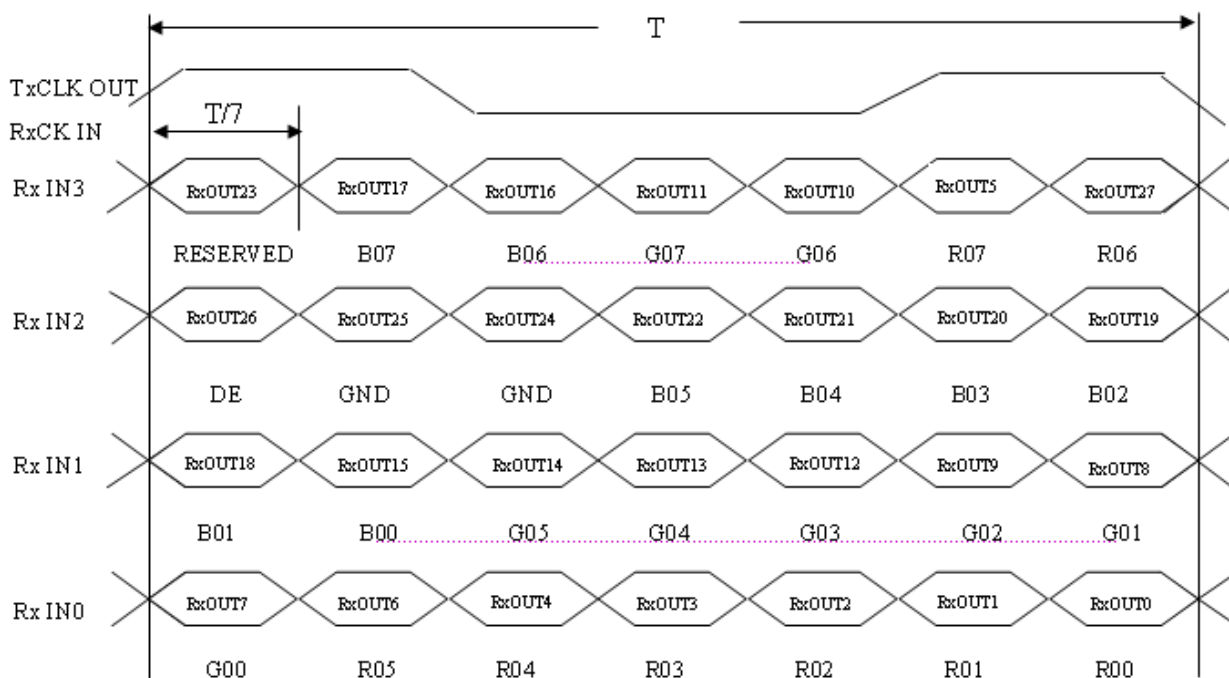 T
TxCLK OUT
T/7
RxCK IN
Rx IN3 RxOUT23 RxOUT17 RxOUT16 RxOUT11 RxOUT10 RxOUT5 RxOUT27
RESERVED B07 B06 G07 G06 R07 R06
Rx IN2 RxOUT26 RxOUT25 RxOUT24 RxOUT22 RxOUT21 RxOUT20 RxOUT19
DE GND GND B05 B04 B03 B02
Rx IN1 RxOUT18 RxOUT15 RxOUT14 RxOUT13 RxOUT12 RxOUT9 RxOUT8
B01 B00 G05 G04 G03 G02 G01
Rx IN0 RxOUT7 RxOUT6 RxOUT4 RxOUT3 RxOUT2 RxOUT1 RxOUT0
G00 R05 R04 R03 R02 R01 R00